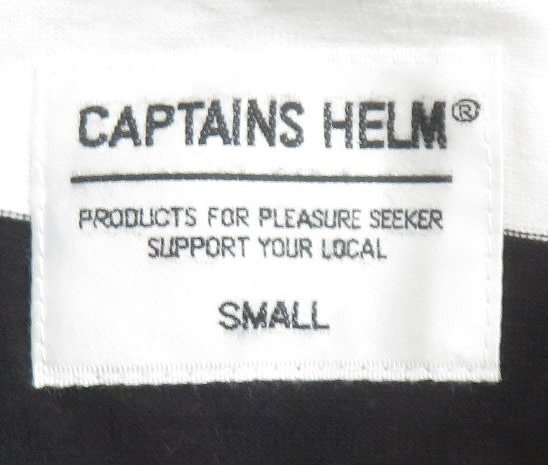 CAPTAINS HELM®
PRODUCTS FOR PLEASURE SEEKER
SUPPORT YOUR LOCAL
SMALL